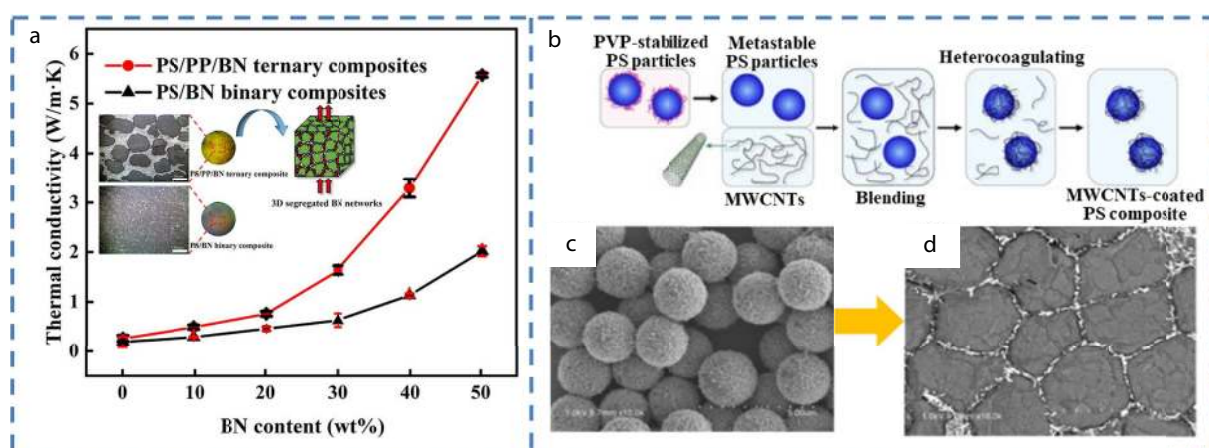 a
Thermal conductivity (W/m·K)
6
5
4
3
2
1
0
PS/PP/BN ternary composites
PS/BN binary composites
PS/PP/BN ternary composite
3D segregated BN networks
PS/BN binary composite
0 10 20 30 40 50
BN content (wt%)
b
PVP-stabilized
PS particles
Metastable
PS particles
Heterocoagulating
MWCNTs
Blending
MWCNTs-coated
PS composite
c
5.00um
d